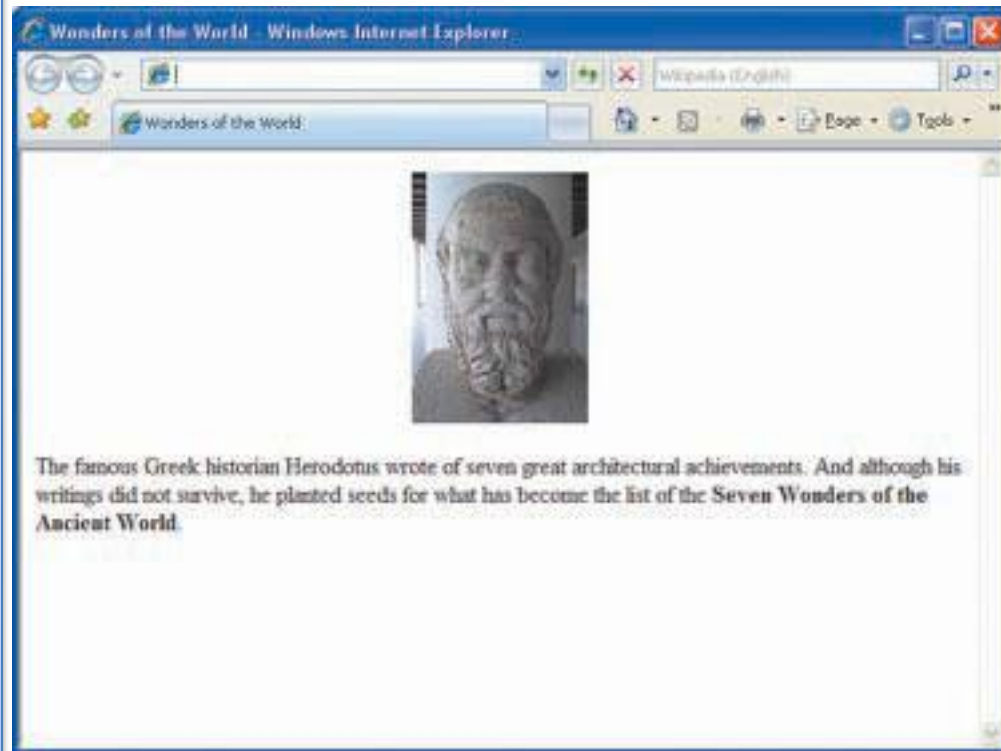 Wonders of the World - Windows Internet Explorer
Wikipedia (English)
Wonders of the World
Page
Tools
The famous Greek historian Herodotus wrote of seven great architectural achievements. And although his
writings did not survive, he planted seeds for what has become the list of the Seven Wonders of the
Ancient World.